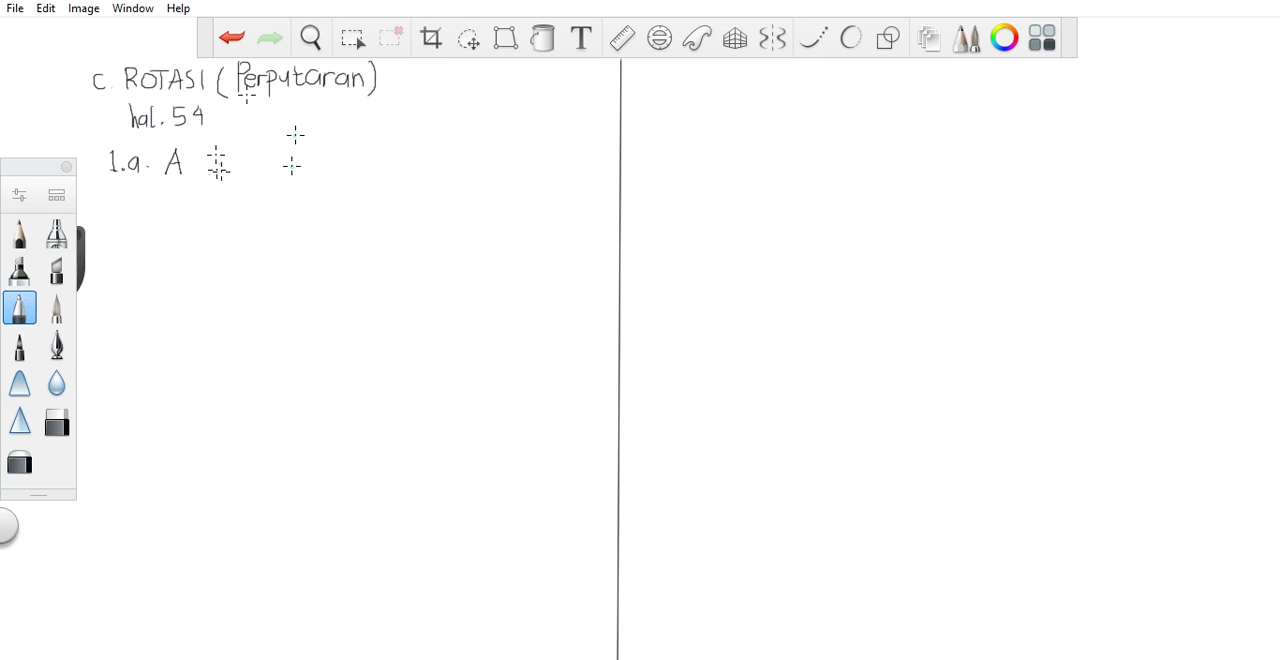 File Edit Image Window Help
C. ROTASI (Perputaran)
hal. 54
1.a. A